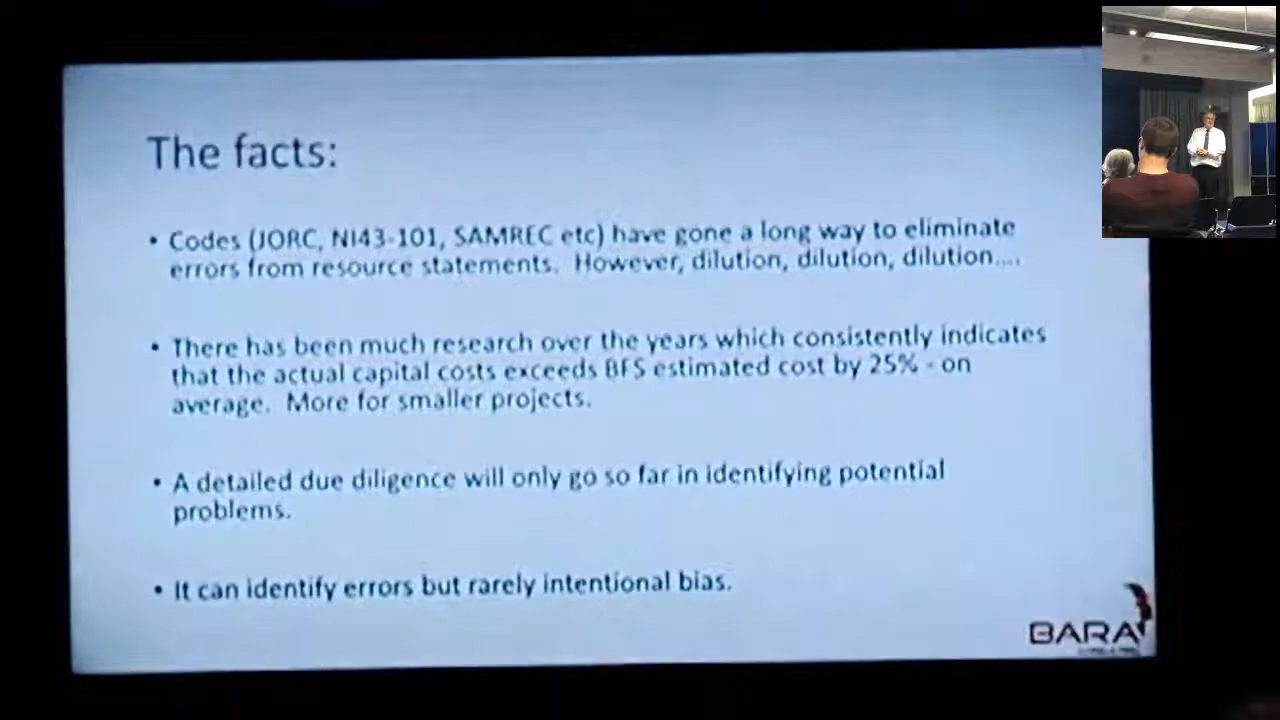 The facts:
• Codes (JORC, NI43-101, SAMREC etc) have gone a long way to eliminate
errors from resource statements.  However, dilution, dilution, dilution....
• There has been much research over the years which consistently indicates
that the actual capital costs exceeds BFS estimated cost by 25% - on
average.  More for smaller projects.
• A detailed due diligence will only go so far in identifying potential
problems.
• It can identify errors but rarely intentional bias.
BARA